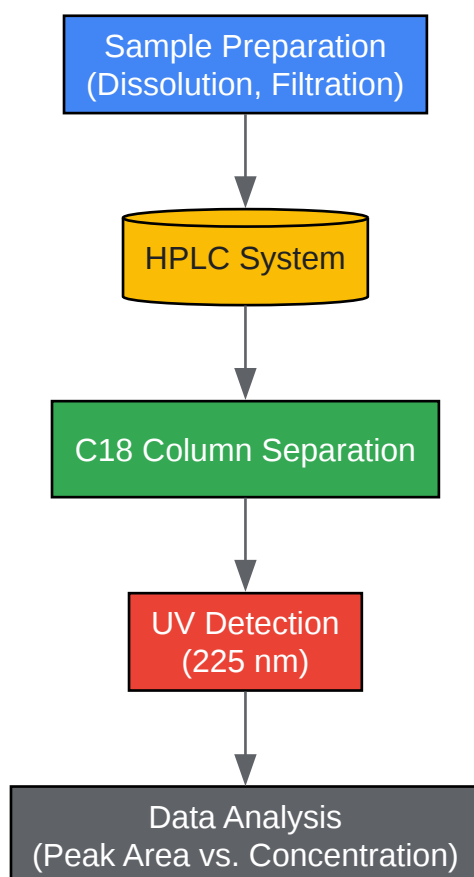 Sample Preparation
(Dissolution, Filtration)
HPLC System
C18 Column Separation
UV Detection
(225 nm)
Data Analysis
(Peak Area vs. Concentration)